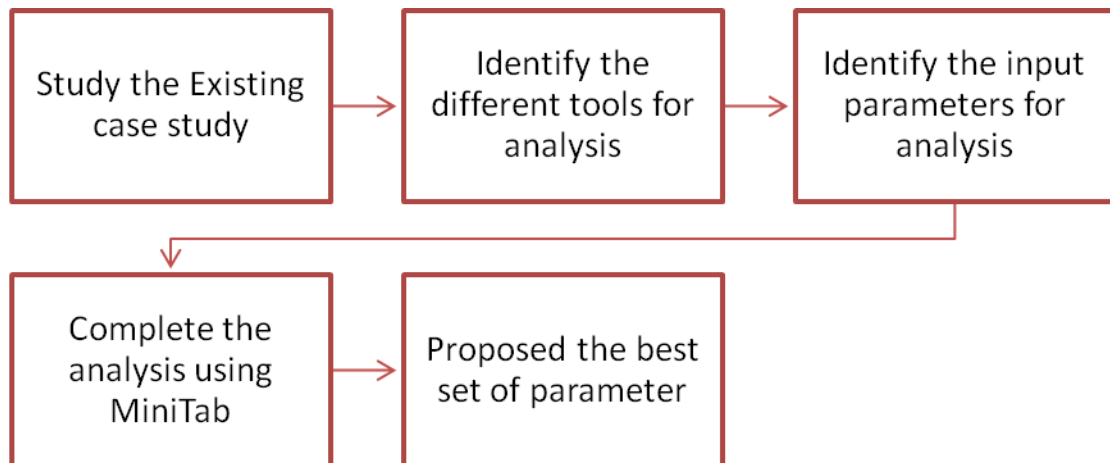 Study the Existing
case study
Identify the
different tools for
analysis
Identify the input
parameters for
analysis
Complete the
analysis using
MiniTab
Proposed the best
set of parameter